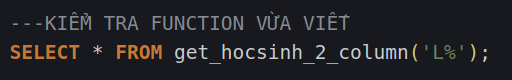 ---KIỂM TRA FUNCTION VỪA VIẾT
SELECT * FROM get_hocsinh_2_column('L%');